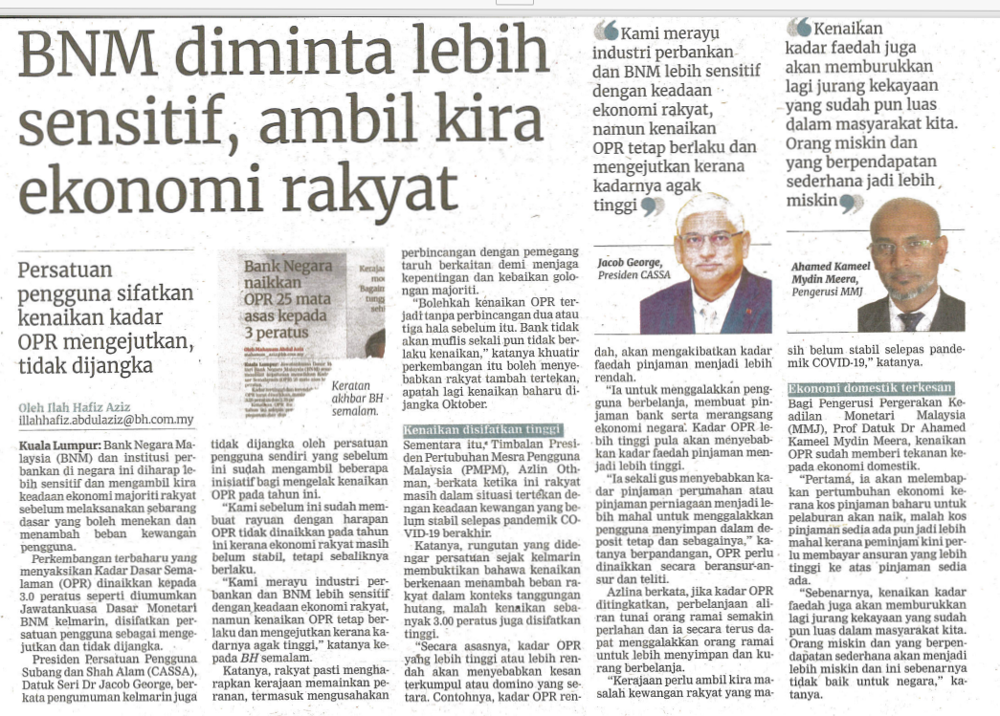 BNM diminta lebih
sensitif, ambil kira
ekonomi rakyat
Kami merayu
industri perbankan
dan BNM lebih sensitif
dengan keadaan
ekonomi rakyat,
namun kenaikan
OPR tetap berlaku dan
mengejutkan kerana
kadarnya agak
tinggi
Jacob George,
Presiden CASSA
Kenaikan
kadar faedah juga
akan memburukkan
lagi jurang kekayaan
yang sudah pun luas
dalam masyarakat kita.
Orang miskin dan
yang berpendapatan
sederhana jadi lebih
miskin
Ahamed Kameel
Mydin Meera,
Pengerusi MMJ
Persatuan
pengguna sifatkan
kenaikan kadar
OPR mengejutkan,
tidak dijangka
Oleh Ilah Hafiz Aziz
illahhafiz.abdulaziz@bh.com.my
Bank Negara
naikkan
OPR 25 mata
asas kepada
3 peratus
Keratan
akhbar BH
semalam.
Kuala Lumpur: Bank Negara Ma-
laysia (BNM) dan institusi per-
bankan di negara ini diharap le-
bih sensitif dan mengambil kira
keadaan ekonomi majoriti rakyat
sebelum melaksanakan sebarang
dasar yang boleh menekan dan
menambah beban kewangan
pengguna.
Perkembangan terbaharu yang
menyaksikan Kadar Dasar Sema-
laman (OPR) dinaikkan kepada
3.0 peratus seperti diumumkan
Jawatankuasa Dasar Monetari
BNM kelmarin, disifatkan per-
satuan pengguna sebagai menge-
jutkan dan tidak dijangka.
Presiden Persatuan Pengguna
Subang dan Shah Alam (CASSA),
Datuk Seri Dr Jacob George, ber-
kata pengumuman kelmarin juga
tidak dijangka oleh persatuan
pengguna sendiri yang sebelum
ini sudah mengambil beberapa
inisiatif bagi mengelak kenaikan
OPR pada tahun ini.
"Kami sebelum ini sudah mem-
buat rayuan dengan harapan
OPR tidak dinaikkan pada tahun
ini kerana ekonomi rakyat masih
belum stabil, tetapi sebaliknya
berlaku.
"Kami merayu industri per-
bankan dan BNM lebih sensitif
dengan keadaan ekonomi rakyat,
namun kenaikan OPR tetap ber-
laku dan mengejutkan kerana ka-
darnya agak tinggi," katanya ke-
pada BH semalam.
Katanya, rakyat pasti mengha-
rapkan kerajaan memainkan pe-
ranan, termasuk mengusahakan
perbincangan dengan pemegang
taruh berkaitan demi menjaga
kepentingan dan kebaikan golo-
ngan majoriti.
"Bolehkah kenaikan OPR ter-
jadi tanpa perbincangan dua atau
tiga hala sebelum itu. Bank tidak
akan muflis sekali pun tidak ber-
laku kenaikan," katanya khuatir
perkembangan itu boleh menye-
babkan rakyat tambah tertekan,
apatah lagi kenaikan baharu di-
jangka Oktober.
Kenaikan disifatkan tinggi
Sementara itu, Timbalan Presi-
den Pertubuhan Mesra Pengguna
Malaysia (PMPM), Azlin Oth-
man, berkata ketika ini rakyat
masih dalam situasi tertekan de-
ngan keadaan kewangan yang be-
lum stabil selepas pandemik CO-
VID-19 berakhir.
Katanya, rungutan yang dide-
ngar persatuan sejak kelmarin
membuktikan bahawa kenaikan
berkenaan menambah beban ra-
kyat dalam konteks tanggungan
hutang, malah kenaikan seba-
nyak 3.00 peratus juga disifatkan
tinggi.
"Secara asasnya, kadar OPR
yang lebih tinggi atau lebih ren-
dah akan menyebabkan kesan
terkumpul atau domino yang se-
tara. Contohnya, kadar OPR ren-
dah, akan mengakibatkan kadar
faedah pinjaman menjadi lebih
rendah.
"Ia untuk menggalakkan peng-
guna berbelanja, membuat pin-
jaman bank serta merangsang
ekonomi negara. Kadar OPR le-
bih tinggi pula akan menyebab-
kan kadar faedah pinjaman men-
jadi lebih tinggi.
"Ia sekali gus menyebabkan ka-
dar pinjaman perumahan atau
pinjaman perniagaan menjadi le-
bih mahal untuk menggalakkan
pengguna menyimpan dalam de-
posit tetap dan sebagainya," ka-
tanya berpandangan, OPR perlu
dinaikkan secara beransur-an-
sur dan teliti.
Azlina berkata, jika kadar OPR
ditingkatkan, perbelanjaan ali-
ran tunai orang ramai semakin
perlahan dan ia secara terus da-
pat menggalakkan orang ramai
untuk lebih menyimpan dan ku-
rang berbelanja.
"Kerajaan perlu ambil kira ma-
salah kewangan rakyat yang ma-
sih belum stabil selepas pande-
mik COVID-19," katanya.
Ekonomi domestik terkesan
Bagi Pengerusi Pergerakan Ke-
adilan Monetari Malaysia
(MMJ), Prof Datuk Dr Ahamed
Kameel Mydin Meera, kenaikan
OPR sudah memberi tekanan ke-
pada ekonomi domestik.
"Pertama, ia akan melembap-
kan pertumbuhan ekonomi ke-
rana kos pinjaman baharu untuk
pelaburan akan naik, malah kos
pinjaman sedia ada pun jadi lebih
mahal kerana peminjam kini per-
lu membayar ansuran yang lebih
tinggi ke atas pinjaman sedia
ada.
"Sebenarnya, kenaikan kadar
faedah juga akan memburukkan
lagi jurang kekayaan yang sudah
pun luas dalam masyarakat kita.
Orang miskin dan yang berpen-
dapatan sederhana akan menjadi
lebih miskin dan ini sebenarnya
tidak baik untuk negara," ka-
tanya.